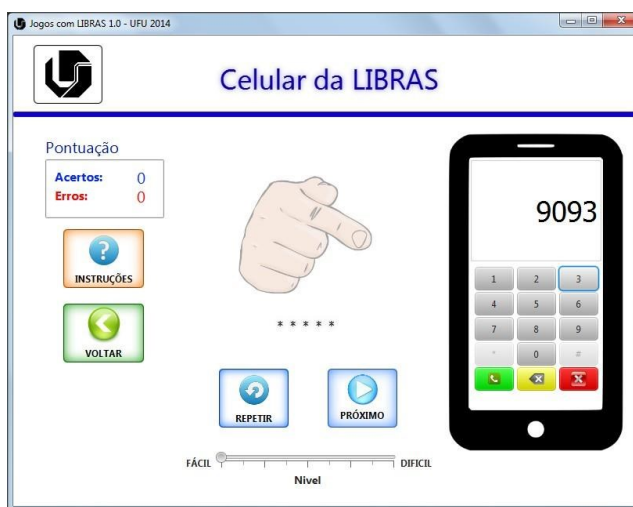 Jogos com LIBRAS 1.0 - UFU 2014
Celular da LIBRAS
Pontuação
Acertos: 0
Erros: 0
INSTRUÇÕES
VOLTAR
* * * * *
REPETIR
PRÓXIMO
FÁCIL
DIFICIL
Nivel
9093
1 2 3
4 5 6
7 8 9
* 0 #